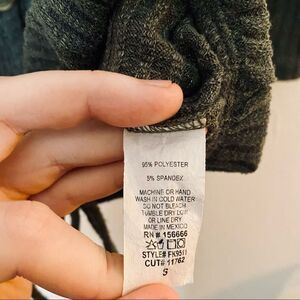 95% POLYESTER
5% SPANDEX
MACHINE OR HAND
WASH IN COLD WATER
DO NOT BLEACH
TUMBLE DRY LOW
OR LINE DRY
MADE IN MEXICO
RN# 156666
STYLE# FK9511
CUT# 11762
S